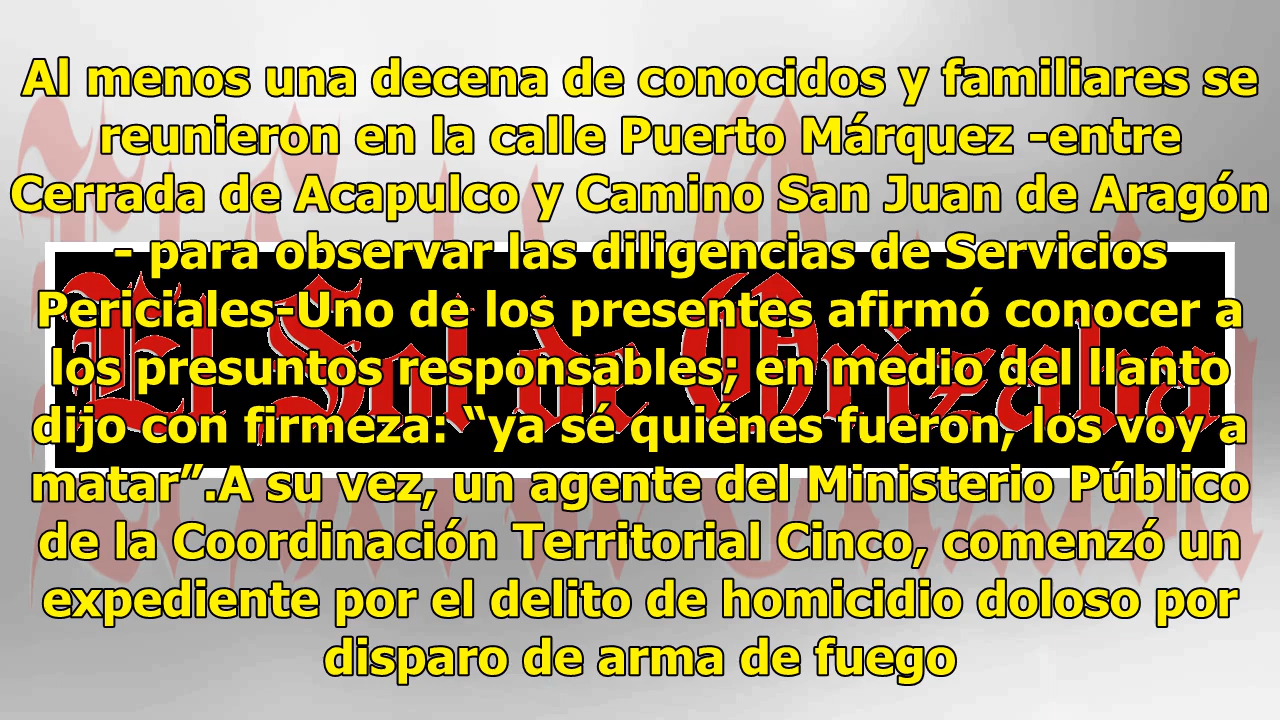 Al menos una decena de conocidos y familiares se
reunieron en la calle Puerto Márquez -entre
Cerrada de Acapulco y Camino San Juan de Aragón
- para observar las diligencias de Servicios
Periciales-Uno de los presentes afirmó conocer a
los presuntos responsables; en medio del llanto
dijo con firmeza: “ya sé quiénes fueron, los voy a
matar”.A su vez, un agente del Ministerio Público
de la Coordinación Territorial Cinco, comenzó un
expediente por el delito de homicidio doloso por
disparo de arma de fuego
El Sol de Orizaba